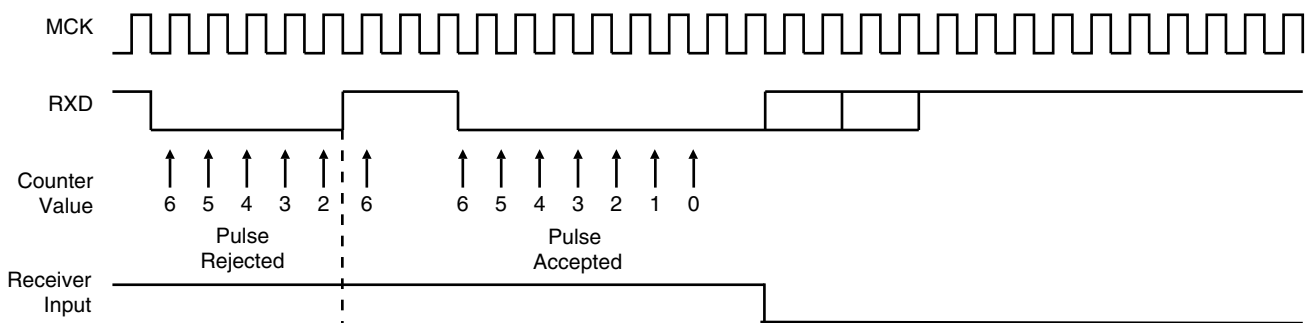 MCK
RXD
Counter
Value
6 5 4 3 2 6 6 5 4 3 2 1 0
Pulse
Rejected
Pulse
Accepted
Receiver
Input